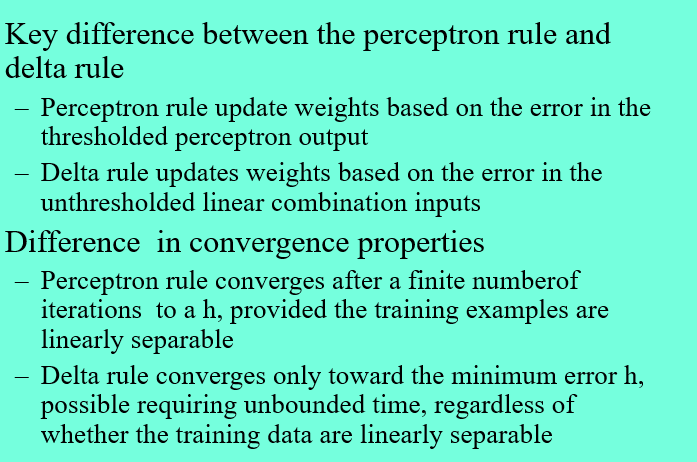 Key difference between the perceptron rule and
delta rule
– Perceptron rule update weights based on the error in the
thresholded perceptron output
– Delta rule updates weights based on the error in the
unthresholded linear combination inputs
Difference  in convergence properties
– Perceptron rule converges after a finite numberof
iterations  to a h, provided the training examples are
linearly separable
– Delta rule converges only toward the minimum error h,
possible requiring unbounded time, regardless of
whether the training data are linearly separable